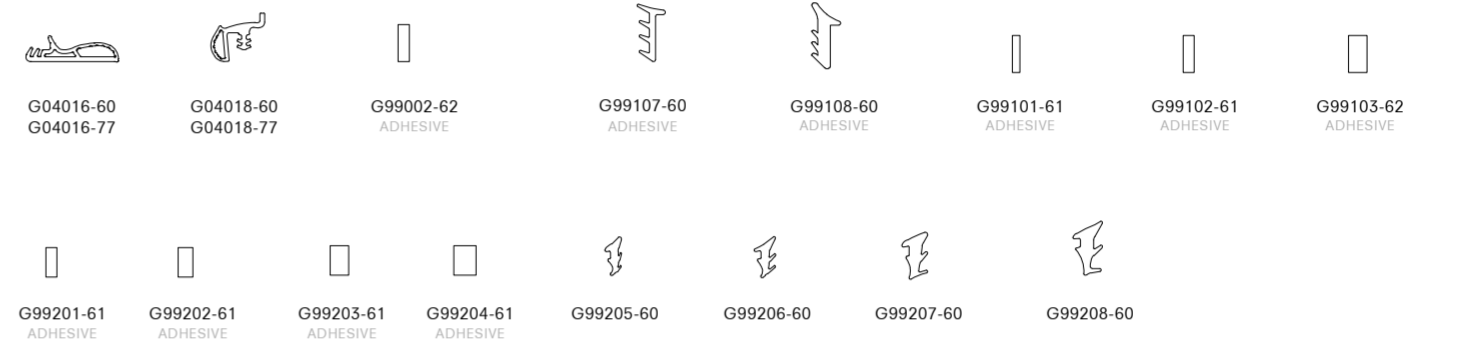 G04016-60
G04016-77
G04018-60
G04018-77
G99002-62
ADHESIVE
G99107-60
ADHESIVE
G99108-60
ADHESIVE
G99101-61
ADHESIVE
G99102-61
ADHESIVE
G99103-62
ADHESIVE
G99201-61
ADHESIVE
G99202-61
ADHESIVE
G99203-61
ADHESIVE
G99204-61
ADHESIVE
G99205-60
G99206-60
G99207-60
G99208-60